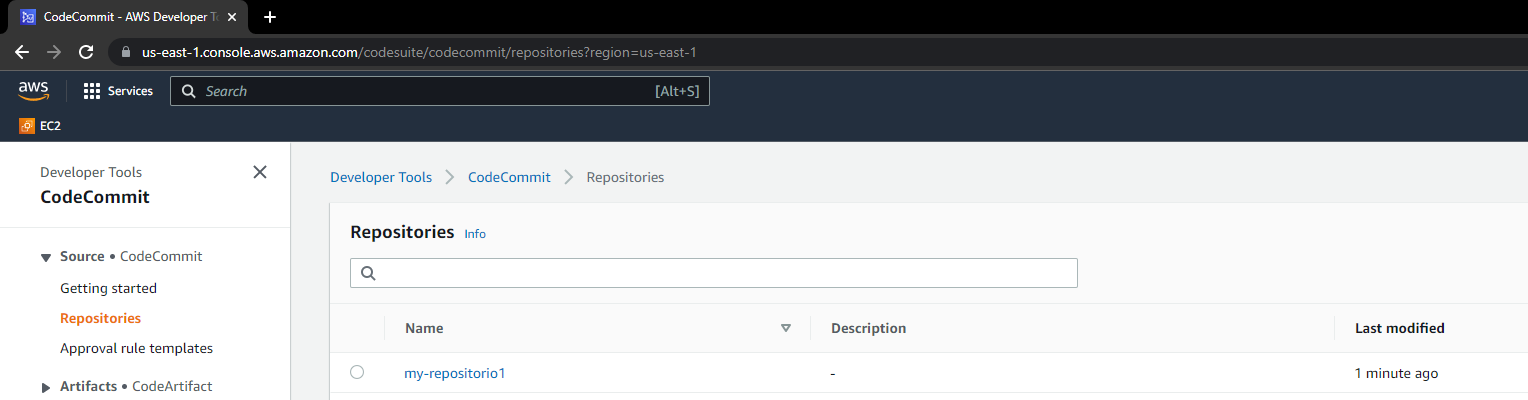 CodeCommit - AWS Developer To
us-east-1.console.aws.amazon.com/codesuite/codecommit/repositories?region=us-east-1
aws Services Search [Alt+S]
EC2
Developer Tools
CodeCommit
Source • CodeCommit
Getting started
Repositories
Approval rule templates
Artifacts • CodeArtifact
Developer Tools CodeCommit Repositories
Repositories Info
Name Description Last modified
my-repositorio1 - 1 minute ago